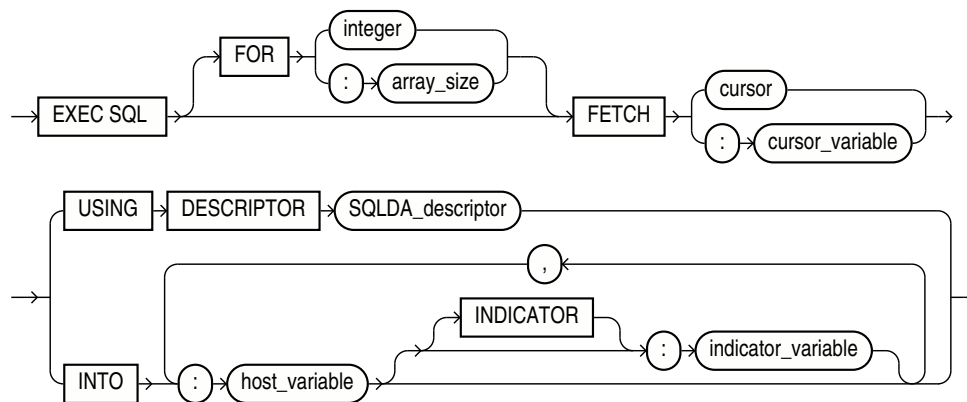 FOR integer
: array_size
EXEC SQL FETCH cursor
: cursor_variable
USING DESCRIPTOR SQLDA_descriptor
,
INDICATOR
: indicator_variable
INTO : host_variable